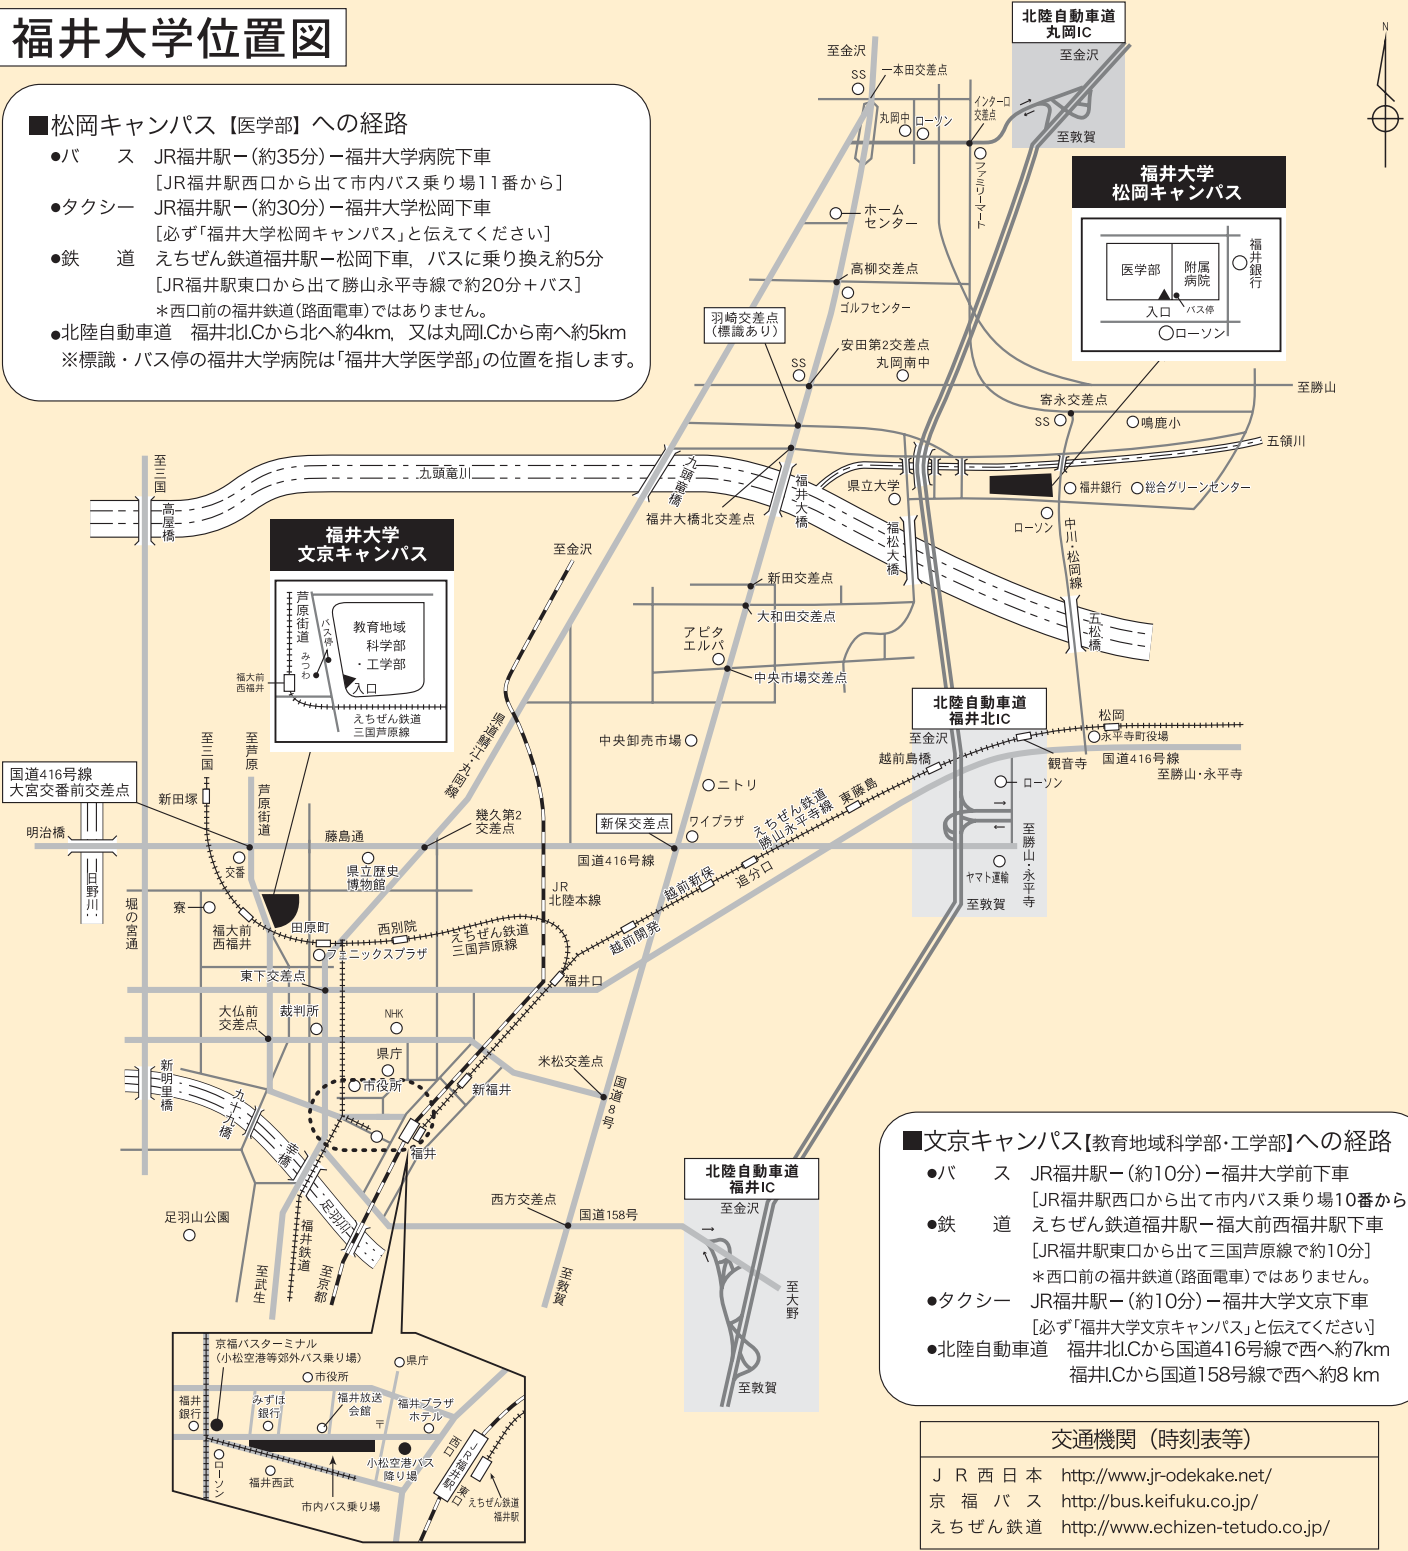 福井大学位置図
■松岡キャンパス【医学部】への経路
●バ　ス　JR福井駅－(約35分)－福井大学病院下車
[JR福井駅西口から出て市内バス乗り場11番から]
●タクシー　JR福井駅－(約30分)－福井大学松岡下車
[必ず「福井大学松岡キャンパス」と伝えてください]
●鉄　道　えちぜん鉄道福井駅－松岡下車，バスに乗り換え約5分
[JR福井駅東口から出て勝山永平寺線で約20分＋バス]
＊西口前の福井鉄道(路面電車)ではありません。
●北陸自動車道　福井北I.Cから北へ約4km，又は丸岡I.Cから南へ約5km
※標識・バス停の福井大学病院は「福井大学医学部」の位置を指します。
北陸自動車道
丸岡IC
至金沢
至敦賀
N
至金沢
SS
一本田交差点
丸岡中
ローソン
インター口
交差点
ファミリーマート
ホーム
センター
高柳交差点
ゴルフセンター
羽崎交差点
(標識あり)
安田第2交差点
SS
丸岡南中
福井大学
松岡キャンパス
医学部
附属
病院
福井銀行
入口
バス停
ローソン
至勝山
寄永交差点
SS
鳴鹿小
五領川
福井銀行
総合グリーンセンター
ローソン
県立大学
中川松岡線
至三国
高屋橋
九頭竜川
九頭竜橋
福井大橋
福井大橋北交差点
福松大橋
五松橋
福井大学
文京キャンパス
芦原街道
バス停
みつわ
教育地域
科学部
・工学部
入口
福大前
西福井
えちぜん鉄道
三国芦原線
至金沢
新田交差点
大和田交差点
アピタ
エルパ
中央市場交差点
県道鯖江・丸岡線
中央卸売市場
ニトリ
ワイプラザ
新保交差点
国道416号線
北陸自動車道
福井北IC
至金沢
松岡
永平寺町役場
観音寺
国道416号線
至勝山・永平寺
越前島橋
東藤島
えちぜん鉄道
勝山永平寺線
追分口
越前新保
越前開発
ローソン
ヤマト運輸
至勝山・永平寺
至敦賀
国道416号線
大宮交番前交差点
至三国
至芦原
新田塚
芦原街道
明治橋
日野川
藤島通
幾久第2
交差点
交番
県立歴史
博物館
JR
北陸本線
堀の宮通
寮
福大前
西福井
田原町
西別院
えちぜん鉄道
三国芦原線
フェニックスプラザ
東下交差点
福井口
大仏前
交差点
裁判所
NHK
県庁
市役所
新福井
米松交差点
国道8号
新明里橋
九十九橋
幸橋
福井
足羽川
足羽山公園
福井鉄道
至武生
至京都
西方交差点
国道158号
至敦賀
北陸自動車道
福井IC
至金沢
至大野
至敦賀
京福バスターミナル
(小松空港等郊外バス乗り場)
県庁
市役所
福井
銀行
みずほ
銀行
福井放送
会館
〒
福井プラザ
ホテル
ローソン
福井西武
市内バス乗り場
小松空港バス
降り場
西口
JR福井駅
東口
えちぜん鉄道
福井駅
■文京キャンパス【教育地域科学部・工学部】への経路
●バ　ス　JR福井駅－(約10分)－福井大学前下車
[JR福井駅西口から出て市内バス乗り場10番から
●鉄　道　えちぜん鉄道福井駅－福大前西福井駅下車
[JR福井駅東口から出て三国芦原線で約10分]
＊西口前の福井鉄道(路面電車)ではありません。
●タクシー　JR福井駅－(約10分)－福井大学文京下車
[必ず「福井大学文京キャンパス」と伝えてください]
●北陸自動車道　福井北I.Cから国道416号線で西へ約7km
福井I.Cから国道158号線で西へ約8 km
交通機関（時刻表等）
JR西日本　http://www.jr-odekake.net/
京福バス　http://bus.keifuku.co.jp/
えちぜん鉄道　http://www.echizen-tetudo.co.jp/